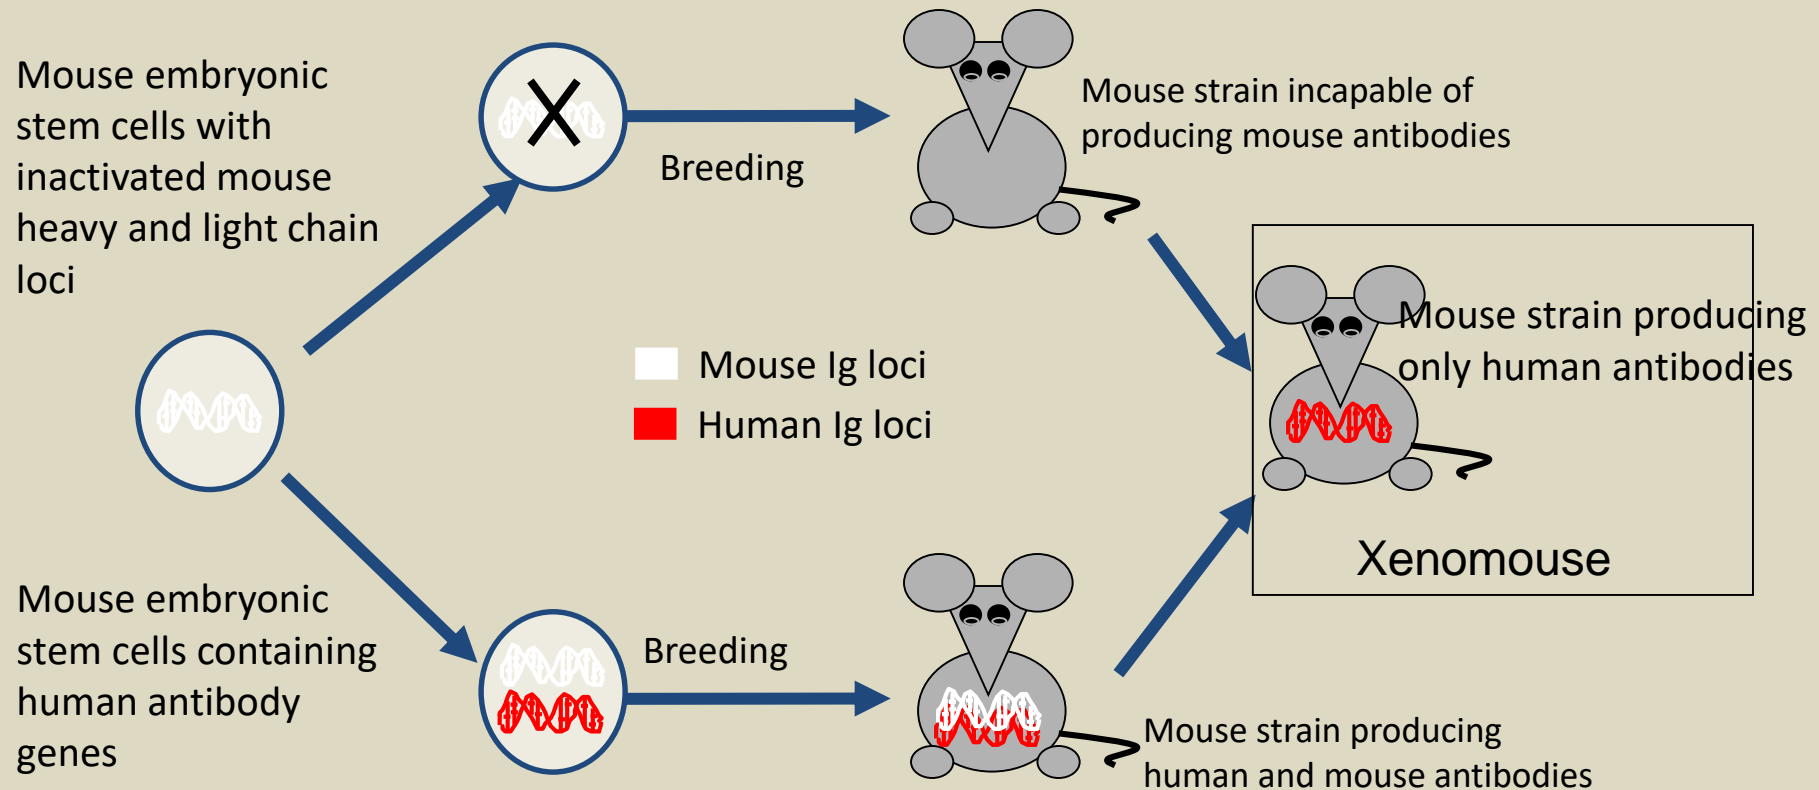 Mouse embryonic
stem cells with
inactivated mouse
heavy and light chain
loci
Breeding
Mouse strain incapable of
producing mouse antibodies
Mouse Ig loci
Human Ig loci
Mouse strain producing
only human antibodies
Xenomouse
Mouse embryonic
stem cells containing
human antibody
genes
Breeding
Mouse strain producing
human and mouse antibodies